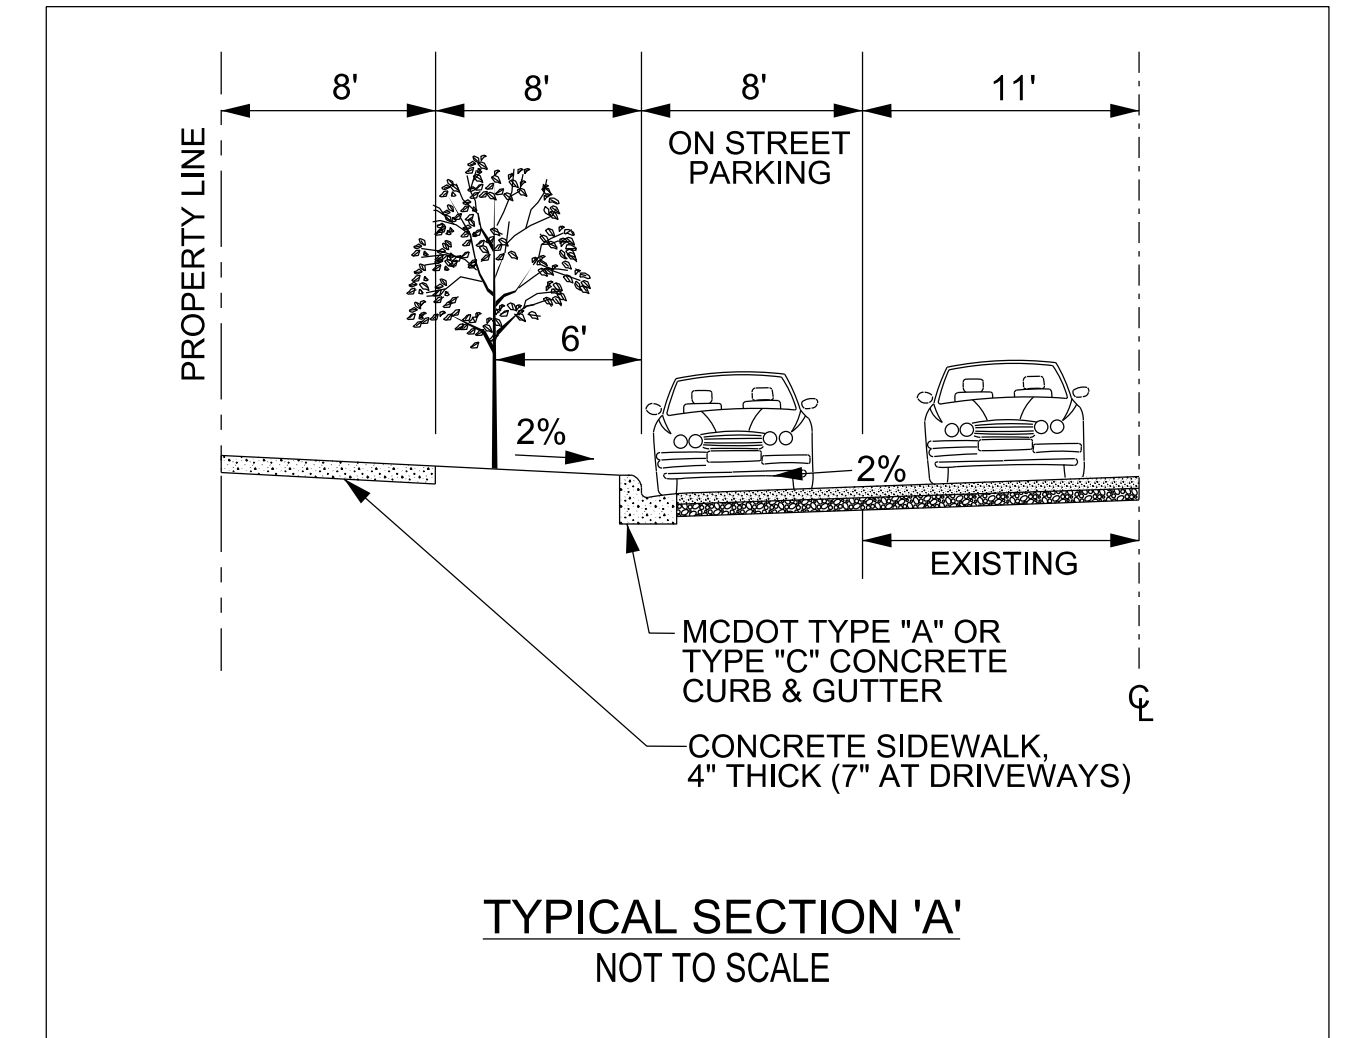 8'
8'
8'
11'
ON STREET
PARKING
PROPERTY LINE
6'
2%
2%
EXISTING
MCDOT TYPE "A" OR
TYPE "C" CONCRETE
CURB & GUTTER
CL
CONCRETE SIDEWALK,
4" THICK (7" AT DRIVEWAYS)
TYPICAL SECTION 'A'
NOT TO SCALE